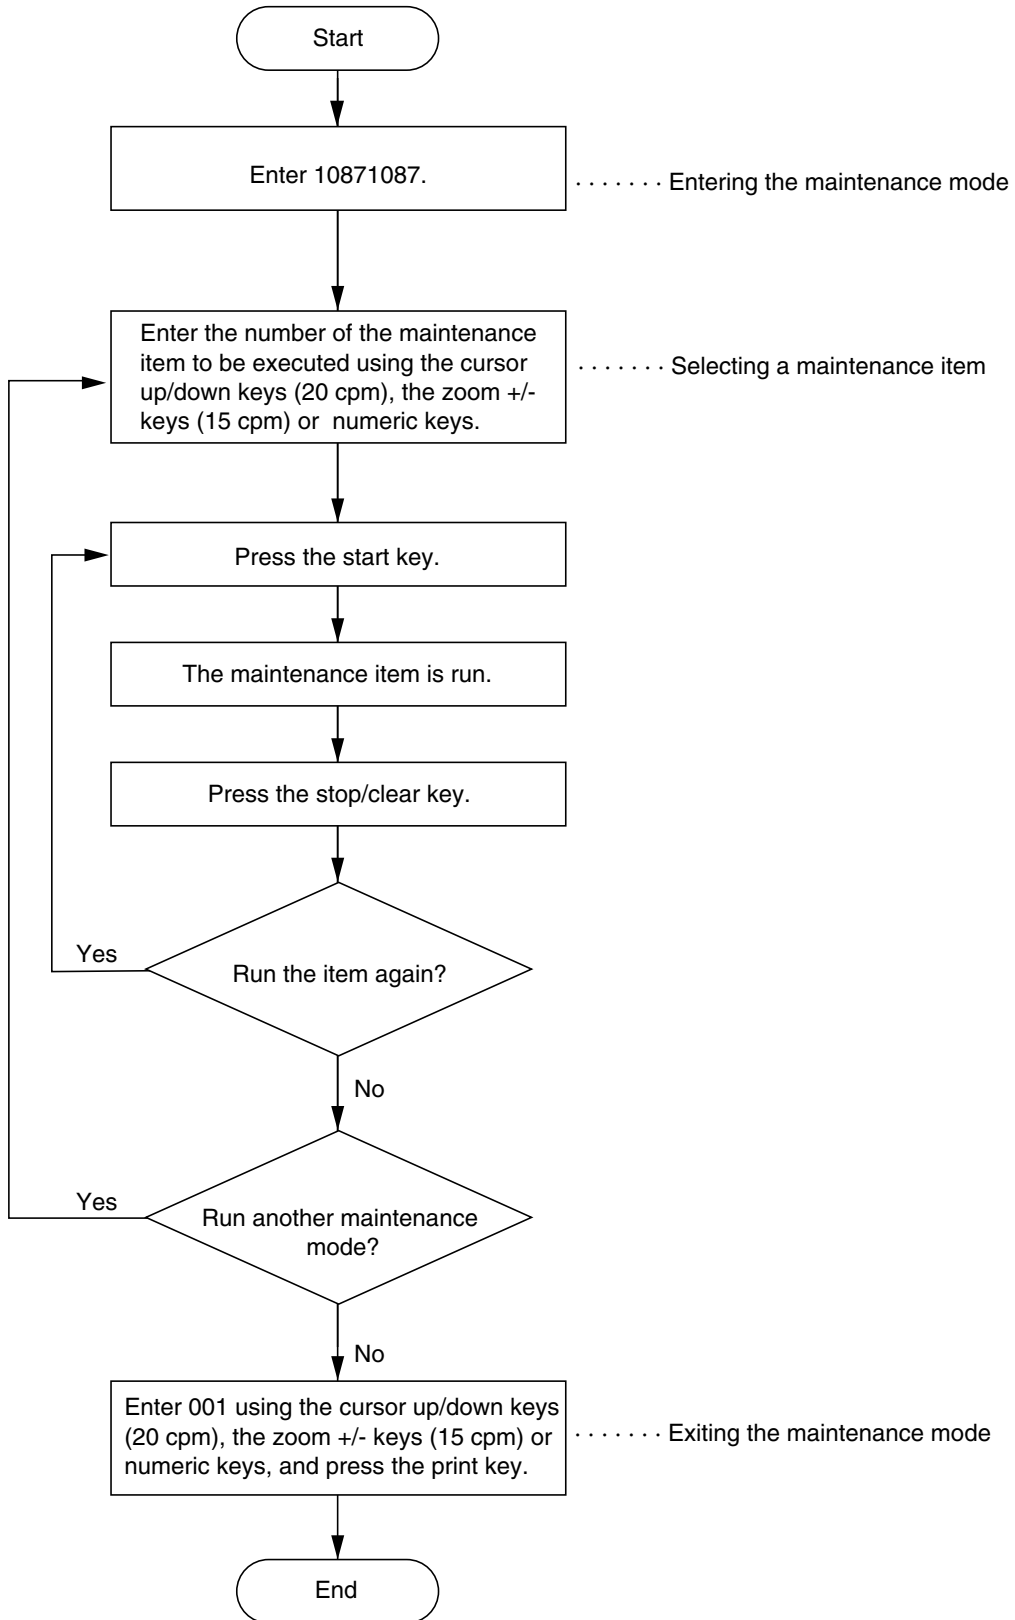 Start
Enter 10871087.
. . . . . . . Entering the maintenance mode
Enter the number of the maintenance
item to be executed using the cursor
up/down keys (20 cpm), the zoom +/-
keys (15 cpm) or numeric keys.
. . . . . . . Selecting a maintenance item
Press the start key.
The maintenance item is run.
Press the stop/clear key.
Yes
Run the item again?
No
Yes
Run another maintenance
mode?
No
Enter 001 using the cursor up/down keys
(20 cpm), the zoom +/- keys (15 cpm) or
numeric keys, and press the print key.
. . . . . . . Exiting the maintenance mode
End